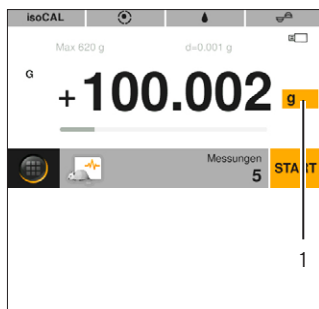 isoCAL
Max 620 g d=0.001 g
G
+100.002 g
Messungen
5
START
1